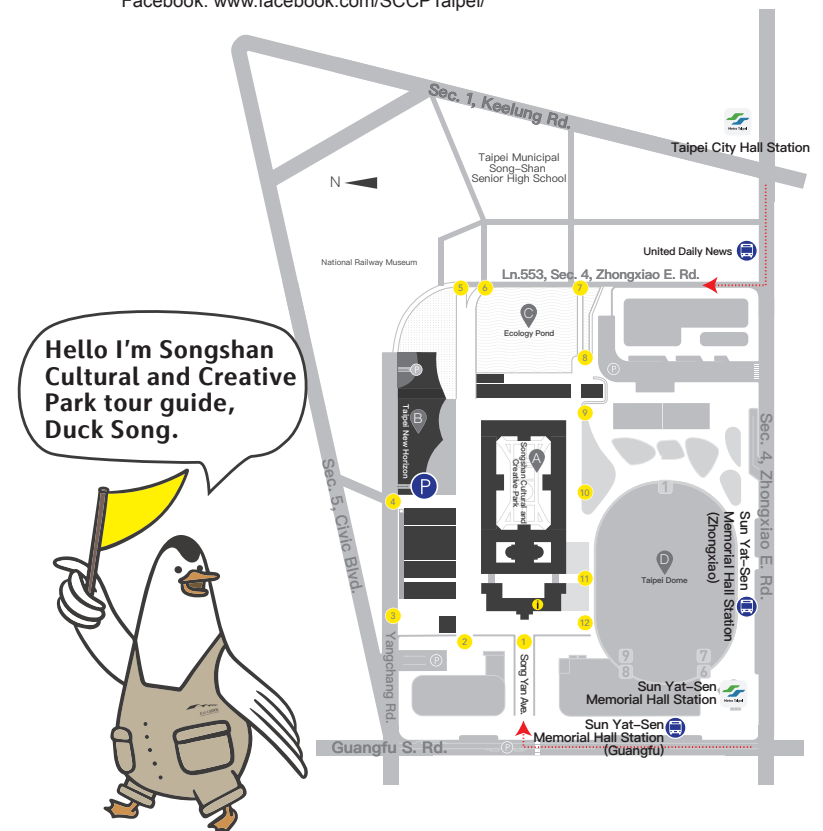 Facebook: www.facebook.com/SCCPTaipei/
Sec. 1, Keelung Rd.
Taipei City Hall Station
Taipei Municipal
Song-Shan
Senior High School
N
National Railway Museum
United Daily News
Ln.553, Sec. 4, Zhongxiao E. Rd.
5
6
7
C
Ecology Pond
8
P
P
Hello I'm Songshan
Cultural and Creative
Park tour guide,
Duck Song.
B
Taipei New Horizon
9
A
Songshan Cultural and
Creative Park
P
4
10
1
Sec. 4, Zhongxiao E. Rd.
Sun Yat-Sen
Memorial Hall Station
(Zhongxiao)
Sec. 5, Civic Blvd.
D
Taipei Dome
11
i
3
12
2
1
Yangchang Rd.
P
Song Yan Ave.
9
8
7
6
Sun Yat-Sen
Memorial Hall Station
Sun Yat-Sen
Memorial Hall Station
(Guangfu)
Guangfu S. Rd.
P